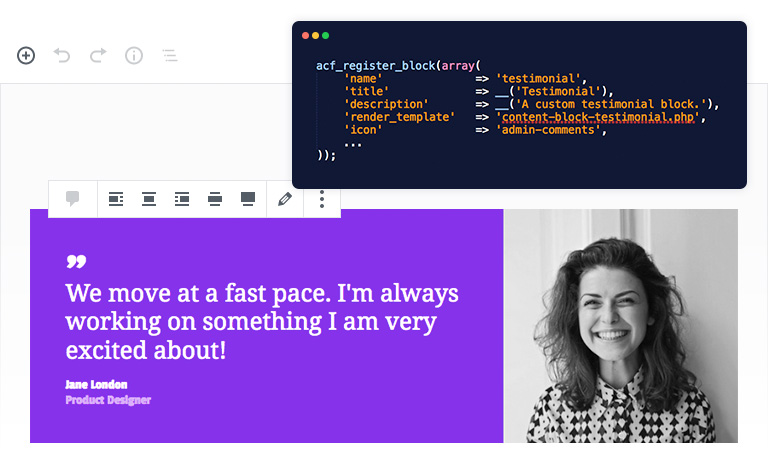 acf_register_block(array(
'name' => 'testimonial',
'title' => __('Testimonial'),
'description' => __('A custom testimonial block.'),
'render_template' => 'content-block-testimonial.php',
'icon' => 'admin-comments',
...
));
❞
We move at a fast pace. I'm always
working on something I am very
excited about!
Jane London
Product Designer